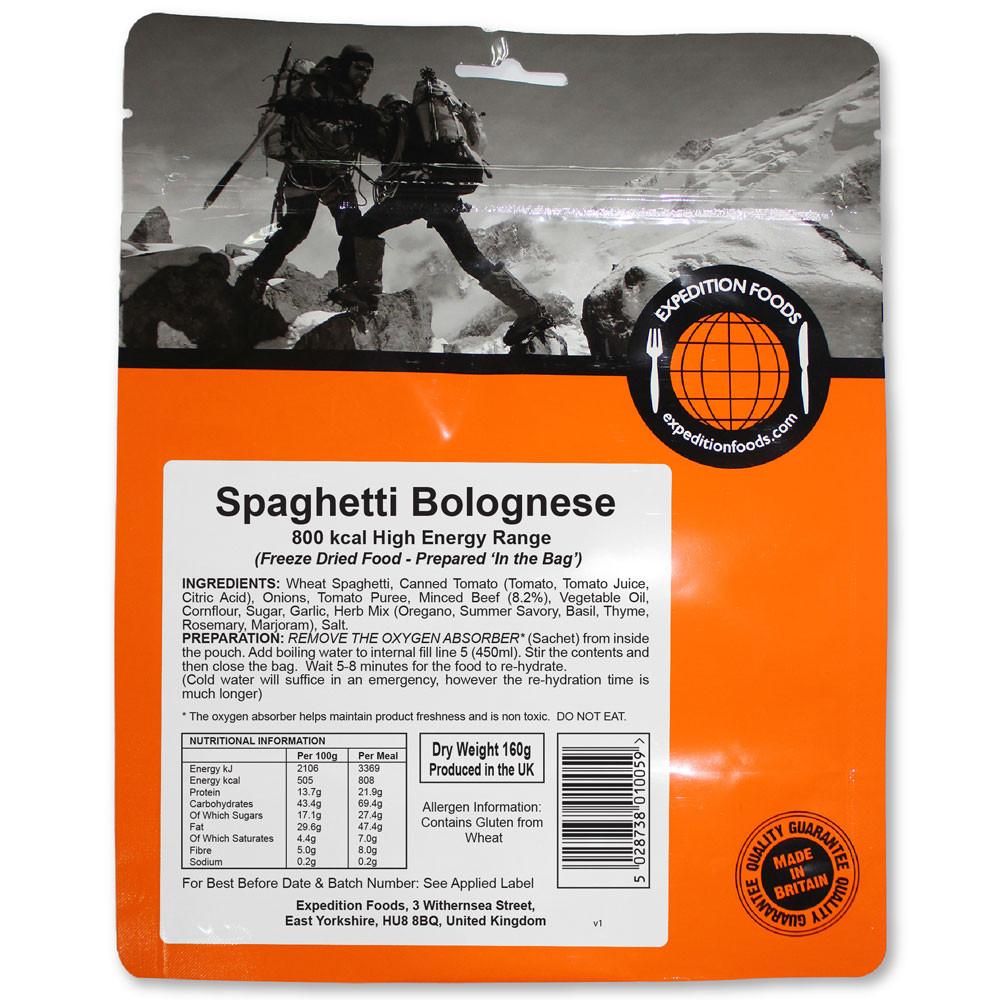 EXPEDITION FOODS
expeditionfoods.com
Spaghetti Bolognese
800 kcal High Energy Range
(Freeze Dried Food - Prepared ‘In the Bag’)
INGREDIENTS: Wheat Spaghetti, Canned Tomato (Tomato, Tomato Juice,
Citric Acid), Onions, Tomato Puree, Minced Beef (8.2%), Vegetable Oil,
Cornflour, Sugar, Garlic, Herb Mix (Oregano, Summer Savory, Basil, Thyme,
Rosemary, Marjoram), Salt.
PREPARATION: REMOVE THE OXYGEN ABSORBER* (Sachet) from inside
the pouch. Add boiling water to internal fill line 5 (450ml). Stir the contents and
then close the bag. Wait 5-8 minutes for the food to re-hydrate.
(Cold water will suffice in an emergency, however the re-hydration time is
much longer)
* The oxygen absorber helps maintain product freshness and is non toxic. DO NOT EAT.
NUTRITIONAL INFORMATION
Per 100g Per Meal
Energy kJ 2106 3369
Energy kcal 505 808
Protein 13.7g 21.9g
Carbohydrates 43.4g 69.4g
Of Which Sugars 17.1g 27.4g
Fat 29.6g 47.4g
Of Which Saturates 4.4g 7.0g
Fibre 5.0g 8.0g
Sodium 0.2g 0.2g
Dry Weight 160g
Produced in the UK
Allergen Information:
Contains Gluten from
Wheat
5 028738 010059 >
For Best Before Date & Batch Number: See Applied Label
Expedition Foods, 3 Withernsea Street,
East Yorkshire, HU8 8BQ, United Kingdom
v1
QUALITY GUARANTEE
QUALITY GUARANTEE
MADE
IN
BRITAIN